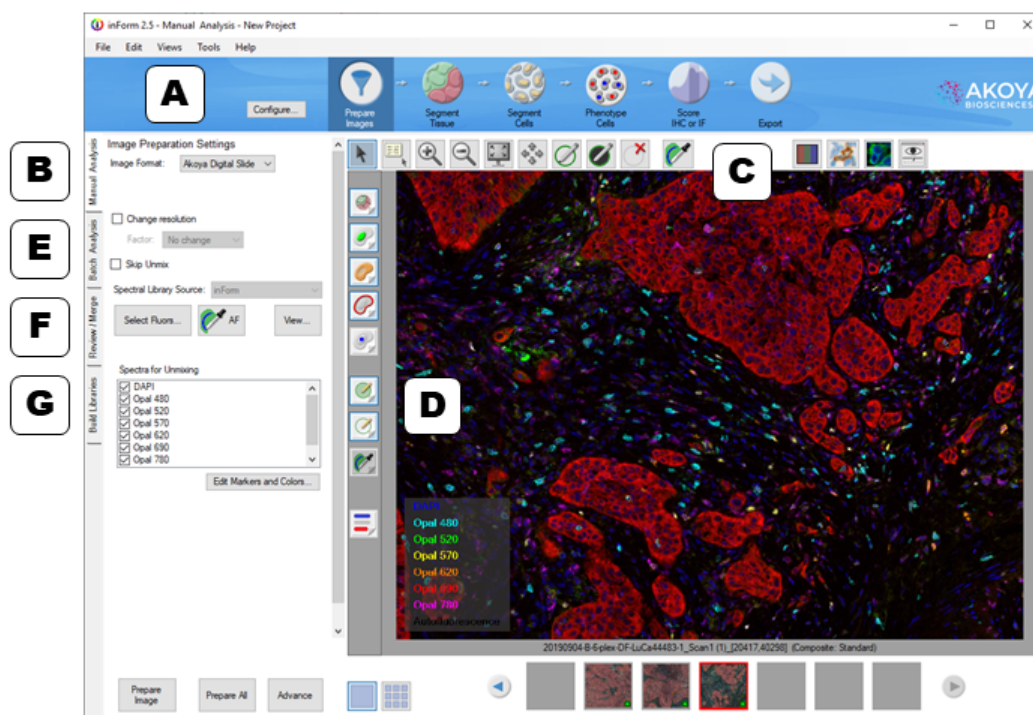 inForm 2.5 - Manual Analysis - New Project
File Edit Views Tools Help
A
Configure...
Prepare Images
Segment Tissue
Segment Cells
Phenotype Cells
Score IHC or IF
Export
AKOYA
BIOSCIENCES
B
E
F
G
Manual Analysis
Batch Analysis
Review / Merge
Build Libraries
Image Preparation Settings
Image Format: Akoya Digital Slide
Change resolution
Factor: No change
Skip Unmix
Spectral Library Source: inForm
Select Fluors... AF View...
Spectra for Unmixing
DAPI
Opal 480
Opal 520
Opal 570
Opal 620
Opal 690
Opal 780
Edit Markers and Colors...
Prepare Image
Prepare All
Advance
C
D
DAPI
Opal 480
Opal 520
Opal 570
Opal 620
Opal 690
Opal 780
Autofluorescence
20190904-B-6-plex-DF-LuCa44483-1_Scan1 (1)_[20417,40298] (Composite: Standard)